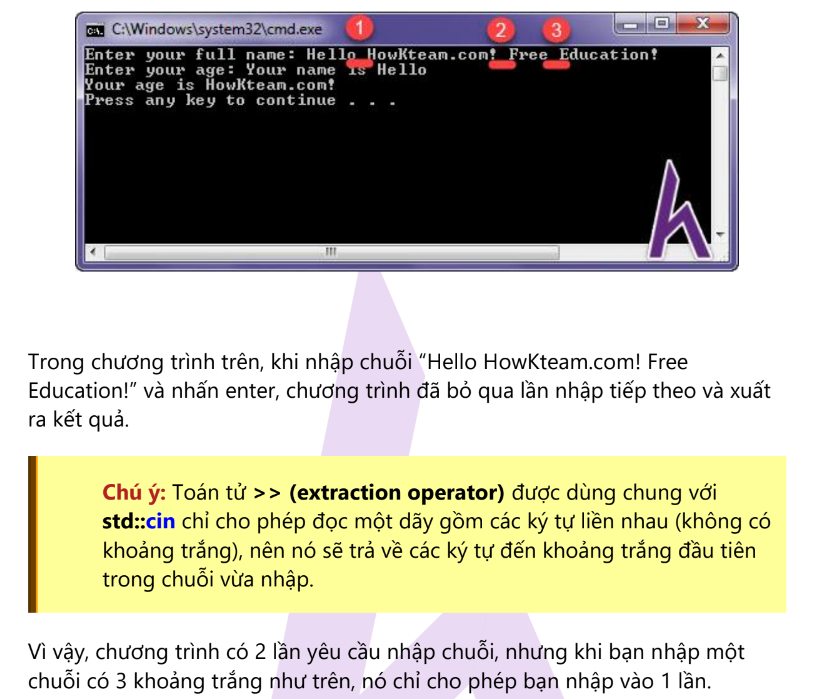 C:\Windows\system32\cmd.exe
1
2
3
Enter your full name: Hello HowKteam.com! Free Education!
Enter your age: Your name is Hello
Your age is HowKteam.com!
Press any key to continue . . .
Trong chương trình trên, khi nhập chuỗi “Hello HowKteam.com! Free
Education!” và nhấn enter, chương trình đã bỏ qua lần nhập tiếp theo và xuất
ra kết quả.
Chú ý: Toán tử >> (extraction operator) được dùng chung với
std::cin chỉ cho phép đọc một dãy gồm các ký tự liền nhau (không có
khoảng trắng), nên nó sẽ trả về các ký tự đến khoảng trắng đầu tiên
trong chuỗi vừa nhập.
Vì vậy, chương trình có 2 lần yêu cầu nhập chuỗi, nhưng khi bạn nhập một
chuỗi có 3 khoảng trắng như trên, nó chỉ cho phép bạn nhập vào 1 lần.